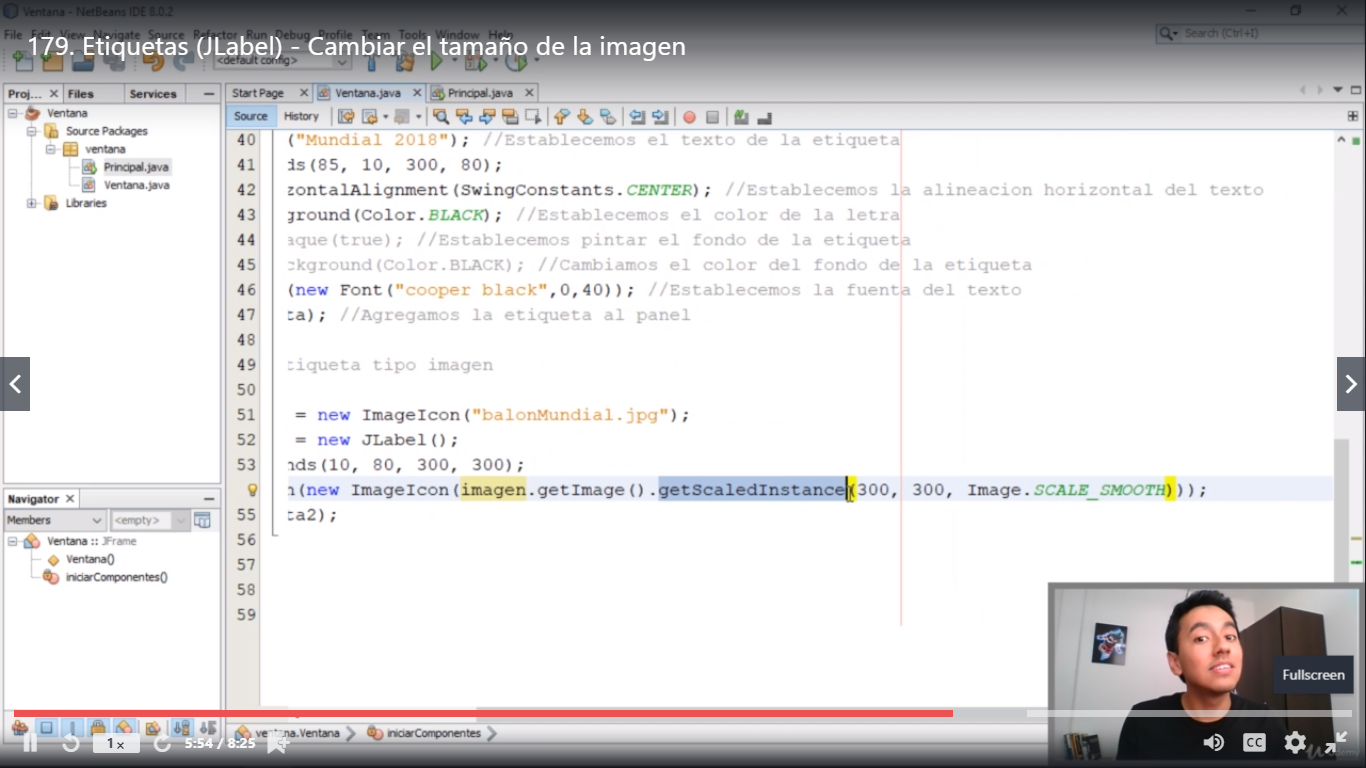 Ventana - NetBeans IDE 8.0.2
File Edit View Navigate Source Refactor Run Debug Profile Team Tools Window Help
Search (Ctrl+I)
179. Etiquetas (JLabel) - Cambiar el tamaño de la imagen
<default config>
Proj... Files Services
Start Page Ventana.java Principal.java
Source History
Ventana
Source Packages
ventana
Principal.java
Ventana.java
Libraries
40 ("Mundial 2018"); //Establecemos el texto de la etiqueta
41 ds(85, 10, 300, 80);
42 zontalAlignment(SwingConstants.CENTER); //Establecemos la alineacion horizontal del texto
43 ground(Color.BLACK); //Establecemos el color de la letra
44 aque(true); //Establecemos pintar el fondo de la etiqueta
45 ckground(Color.BLACK); //Cambiamos el color del fondo de la etiqueta
46 (new Font("cooper black",0,40)); //Establecemos la fuenta del texto
47 ta); //Agregamos la etiqueta al panel
48
49 tiqueta tipo imagen
50
51 = new ImageIcon("balonMundial.jpg");
52 = new JLabel();
53 nds(10, 80, 300, 300);
n(new ImageIcon(imagen.getImage().getScaledInstance(300, 300, Image.SCALE_SMOOTH)));
55 ta2);
56
57
58
59
Navigator
Members <empty>
Ventana :: JFrame
Ventana()
iniciarComponentes()
Fullscreen
ventana.Ventana iniciarComponentes
1x 5:54 / 8:25
CC